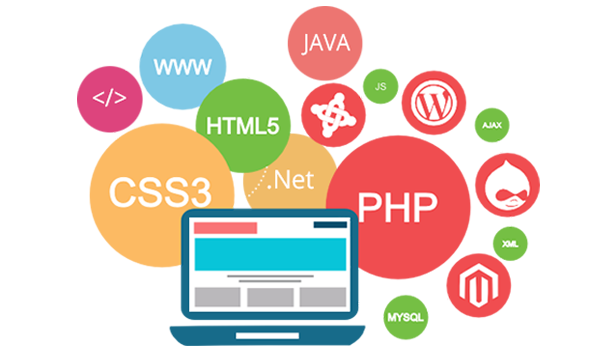 JAVA
WWW
</>
JS
HTML5
AJAX
CSS3
.Net
PHP
XML
MYSQL